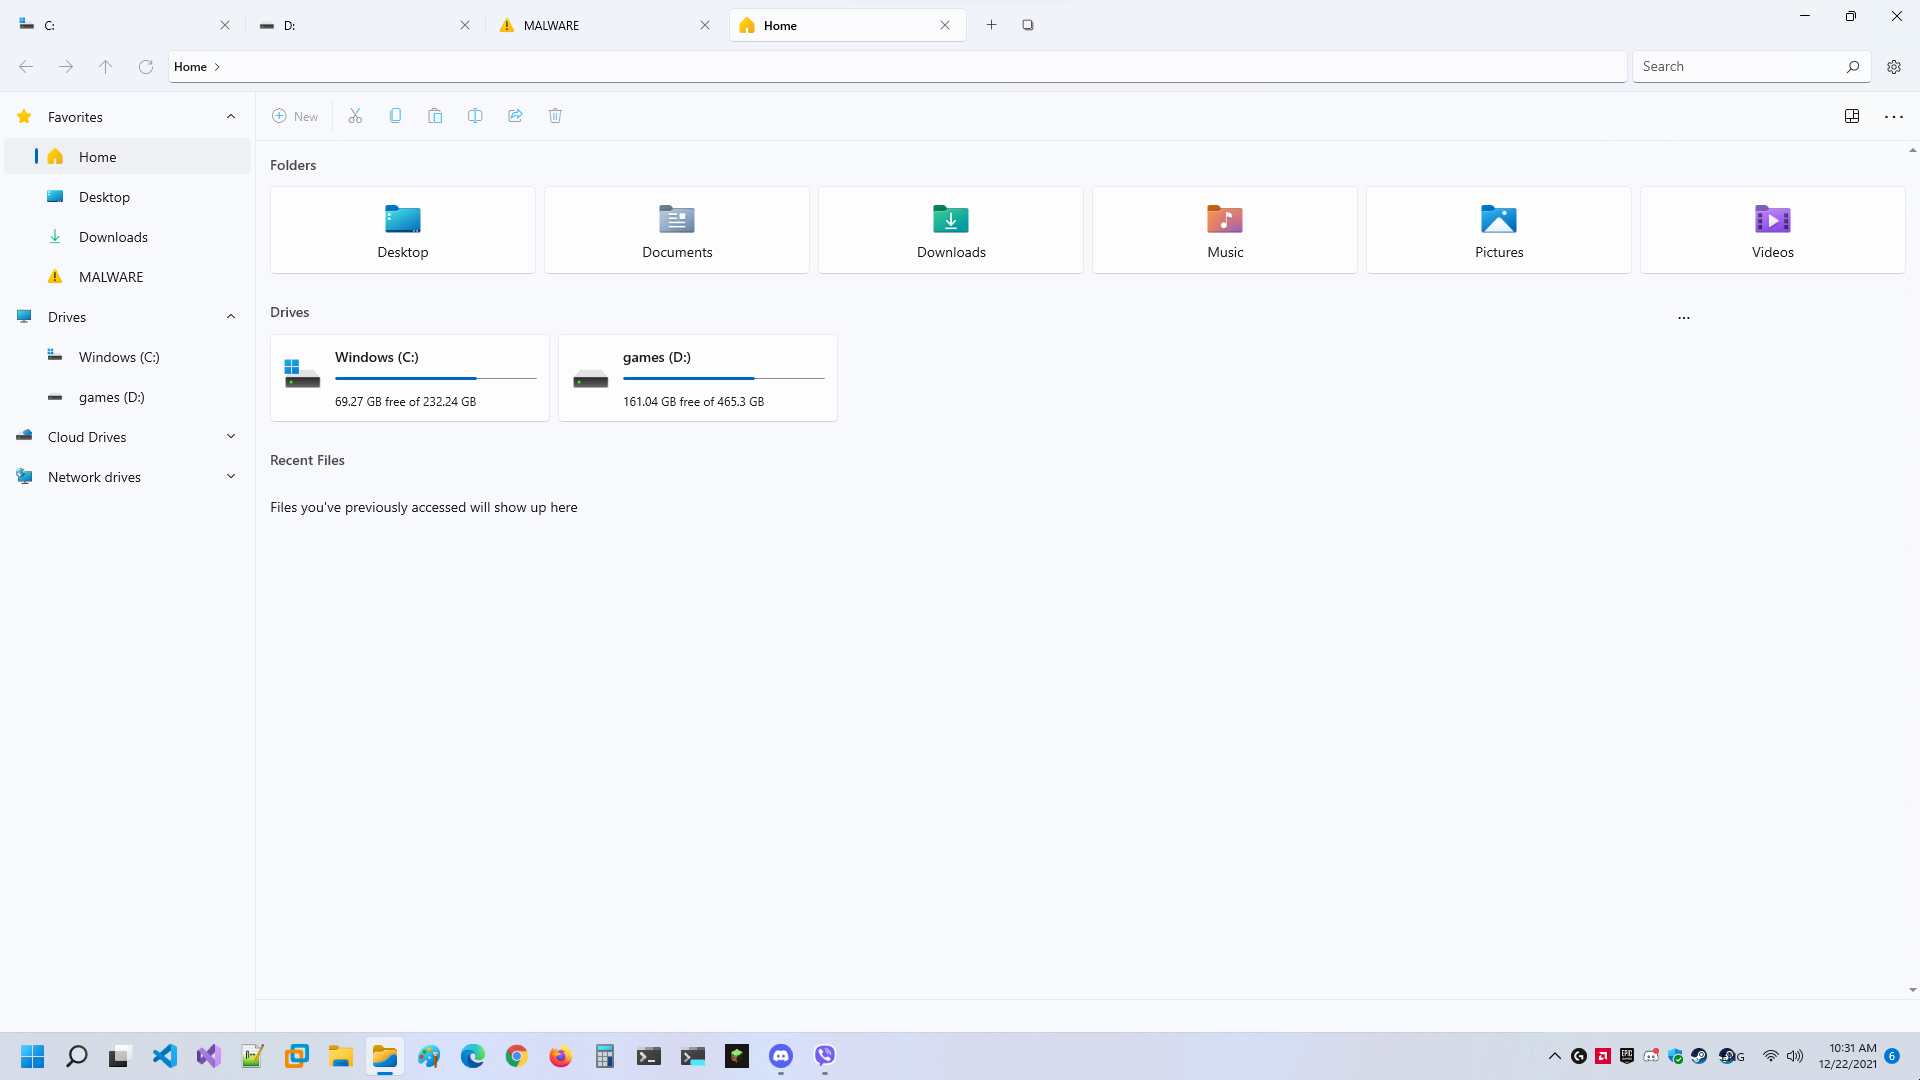 C:
D:
MALWARE
Home
Home
Search
Favorites
Home
Desktop
Downloads
MALWARE
Drives
Windows (C:)
games (D:)
Cloud Drives
Network drives
New
Folders
Desktop
Documents
Downloads
Music
Pictures
Videos
Drives
...
Windows (C:)
69.27 GB free of 232.24 GB
games (D:)
161.04 GB free of 465.3 GB
Recent Files
Files you've previously accessed will show up here
10:31 AM
12/22/2021
6